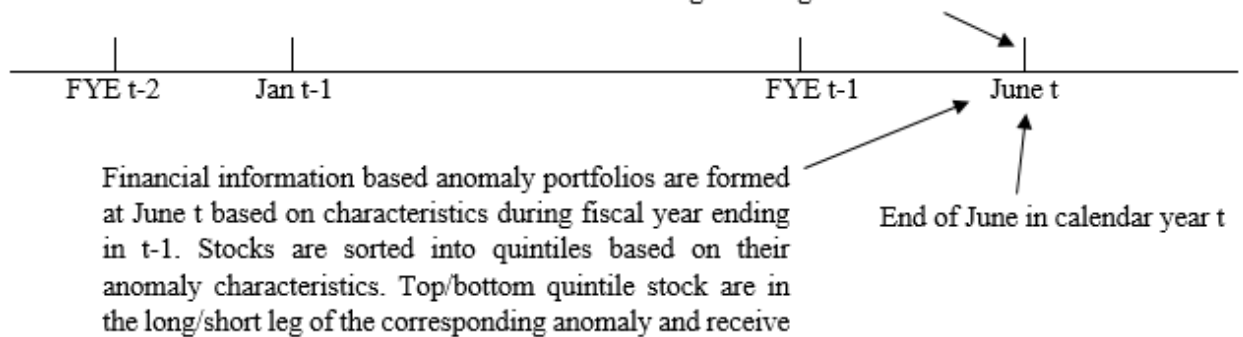 FYE t-2 Jan t-1 FYE t-1 June t
Financial information based anomaly portfolios are formed
at June t based on characteristics during fiscal year ending
in t-1. Stocks are sorted into quintiles based on their
anomaly characteristics. Top/bottom quintile stock are in
the long/short leg of the corresponding anomaly and receive
End of June in calendar year t